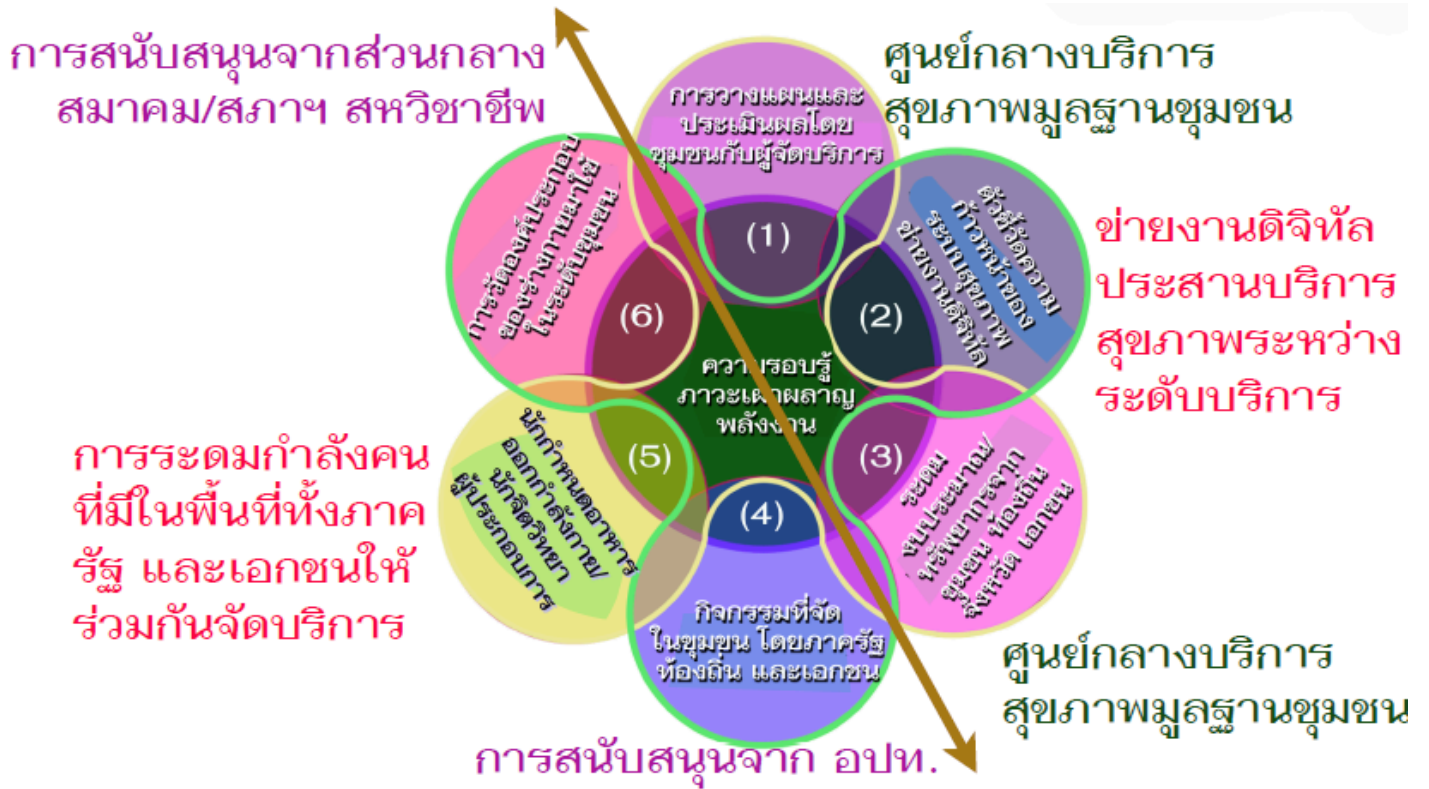 การสนับสนุนจากส่วนกลาง
สมาคม/สภาฯ สหวิชาชีพ
ศูนย์กลางบริการ
สุขภาพมูลฐานชุมชน
การวางแผนและ
ประเมินผลโดย
ชุมชนกับผู้จัดบริการ
(1)
ตัวชี้วัดความ
ก้าวหน้าของ
ระบบสุขภาพ
ข่ายงานดิจิทัล
(2)
ข่ายงานดิจิทัล
ประสานบริการ
สุขภาพระหว่าง
ระดับบริการ
การวัดองค์ประกอบ
ของร่างกายมาใช้
ในระดับชุมชน
(6)
ความรอบรู้
ภาวะเผาผลาญ
พลังงาน
(3)
ระดม
งบประมาณ/
ทรัพยากรจาก
ชุมชน ท้องถิ่น
จังหวัด เอกชน
(5)
นักกำหนดอาหาร
ออกกำลังกาย/
นักจิตวิทยา
ผู้ประกอบการ
การระดมกำลังคน
ที่มีในพื้นที่ทั้งภาค
รัฐ และเอกชนให้
ร่วมกันจัดบริการ
(4)
กิจกรรมที่จัด
ในชุมชน โดยภาครัฐ
ท้องถิ่น และเอกชน
ศูนย์กลางบริการ
สุขภาพมูลฐานชุมชน
การสนับสนุนจาก อปท.